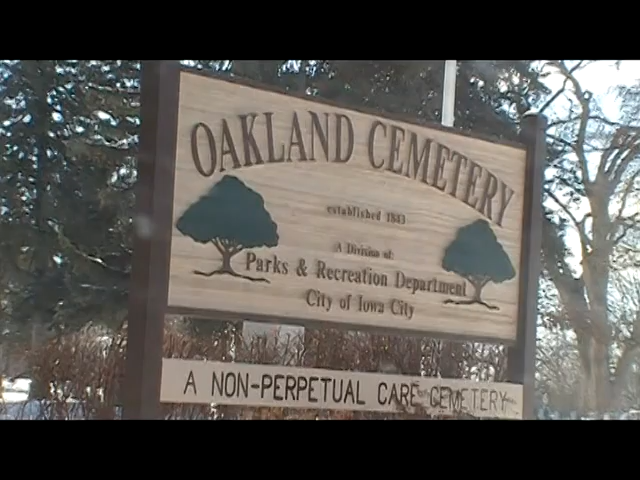 OAKLAND CEMETERY
established 1843
A Division of:
Parks & Recreation Department
City of Iowa City
A NON-PERPETUAL CARE CEMETERY